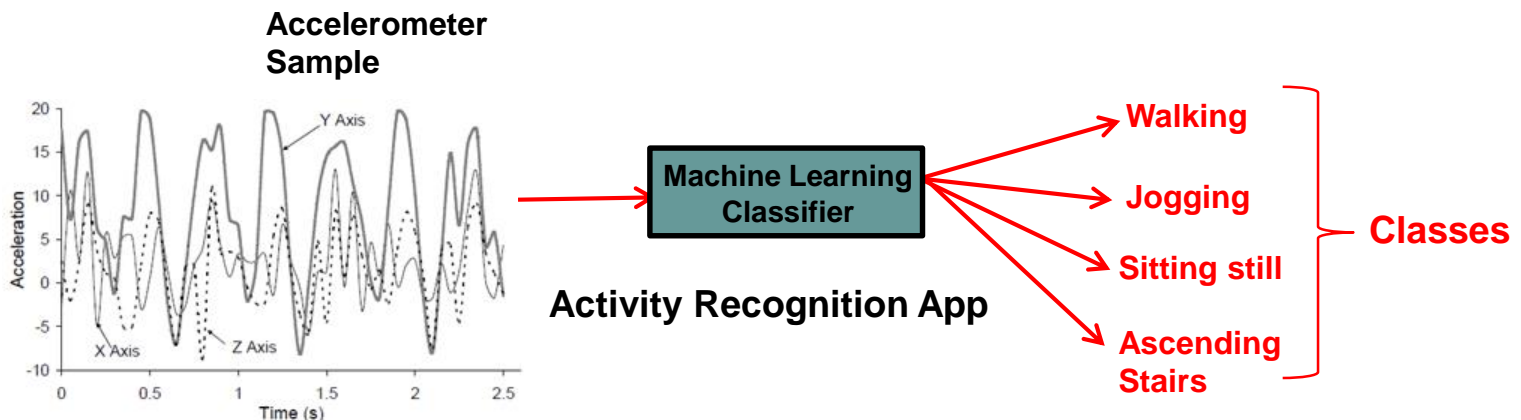 Accelerometer
Sample
20
15
10
5
0
-5
-10
Acceleration
Y Axis
X Axis
Z Axis
0
0.5
1
1.5
2
2.5
Time (s)
Machine Learning
Classifier
Activity Recognition App
Walking
Jogging
Sitting still
Ascending
Stairs
Classes